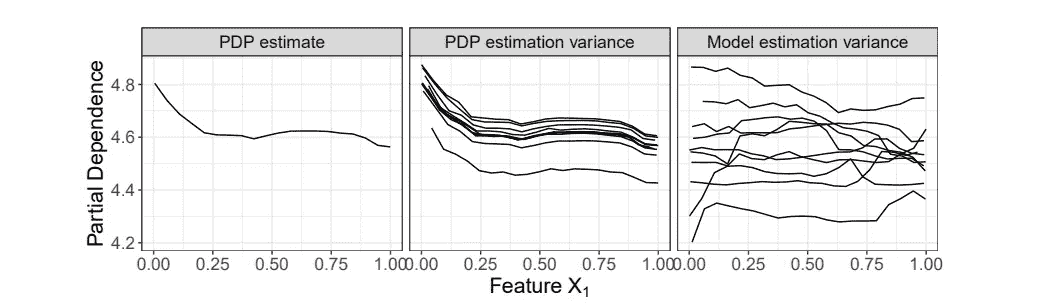 PDP estimate PDP estimation variance Model estimation variance
Partial Dependence
4.8
4.6
4.4
4.2
0.00 0.25 0.50 0.75 1.00 0.00 0.25 0.50 0.75 1.00 0.00 0.25 0.50 0.75 1.00
Feature X₁